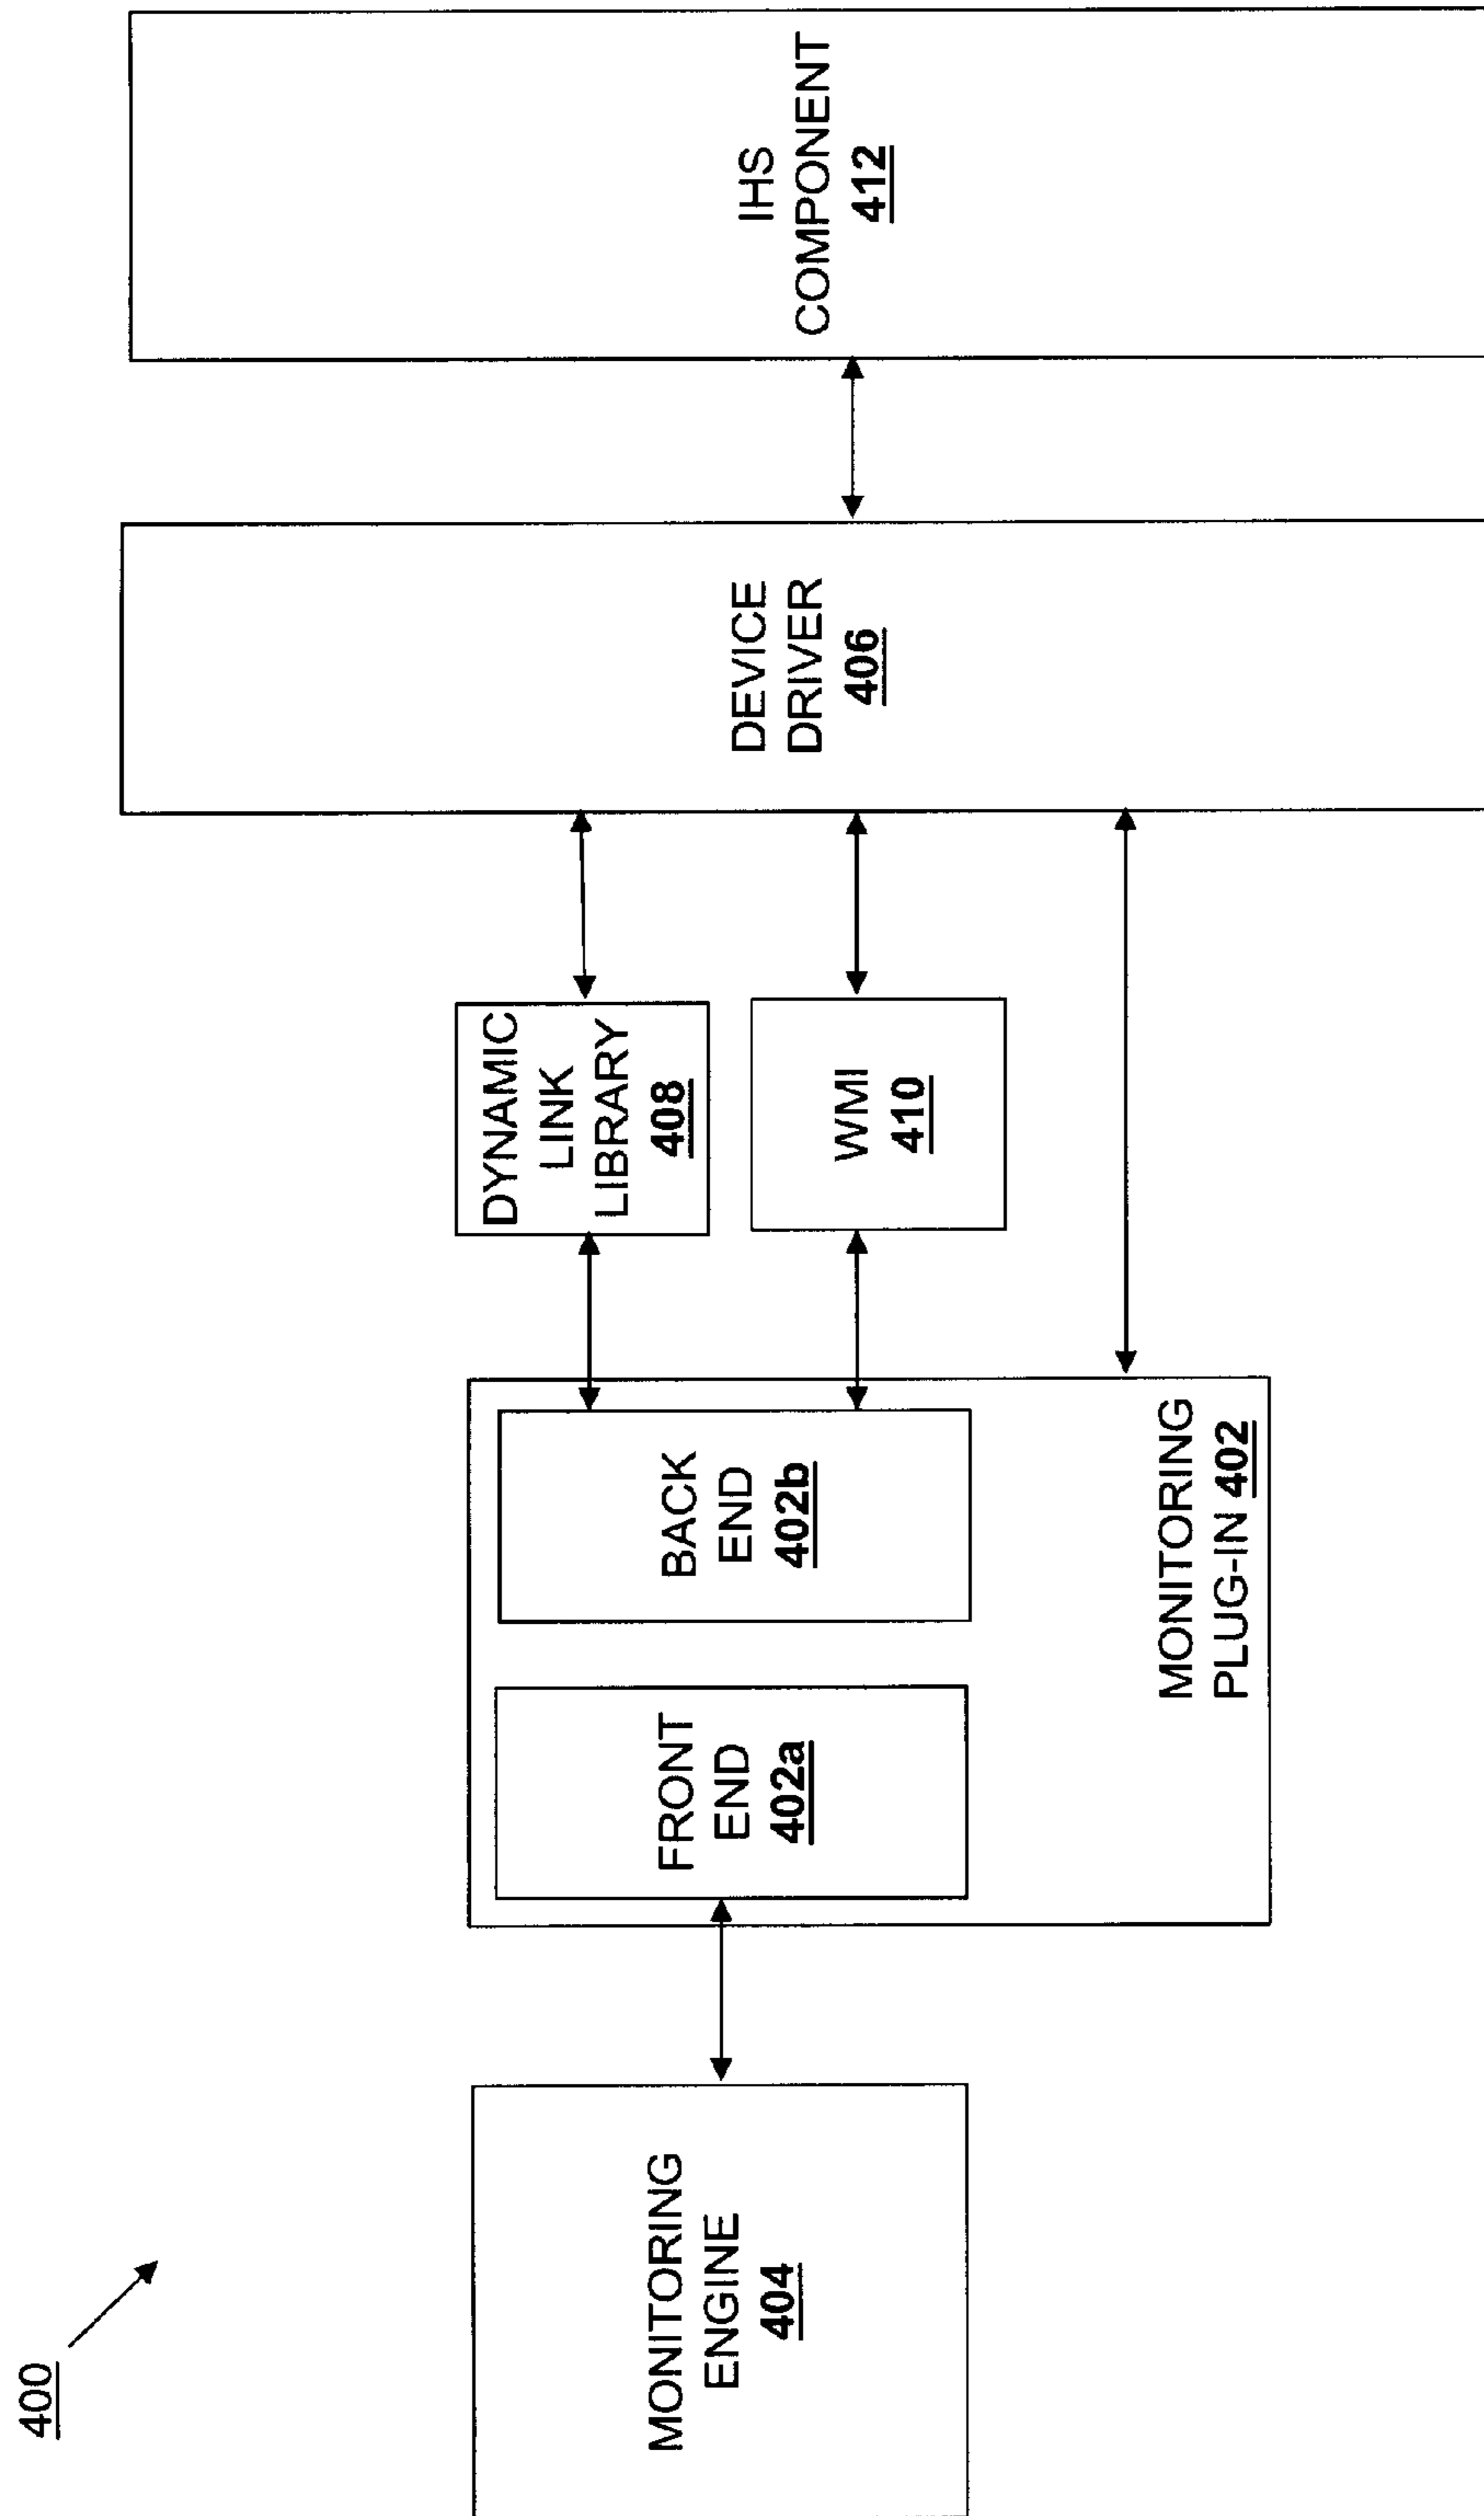 400
MONITORING
ENGINE
404
FRONT
END
402a
BACK
END
402b
MONITORING
PLUG-IN 402
DYNAMIC
LINK
LIBRARY
408
WMI
410
DEVICE
DRIVER
406
IHS
COMPONENT
412